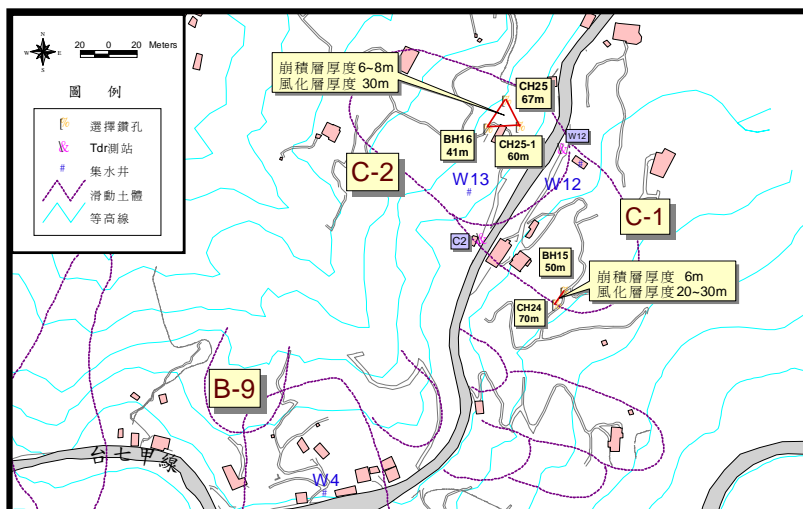 N
W
E
S
20 0 20 Meters
圖 例
選擇鑽孔
Tdr測站
# 集水井
滑動土體
等高線
崩積層厚度6~8m
風化層厚度 30m
CH25
67m
BH16
41m
CH25-1
60m
W12
C-2
W13
#
W12
C-1
C2
BH15
50m
崩積層厚度 6m
風化層厚度20~30m
CH24
70m
B-9
台七甲線
W4
#